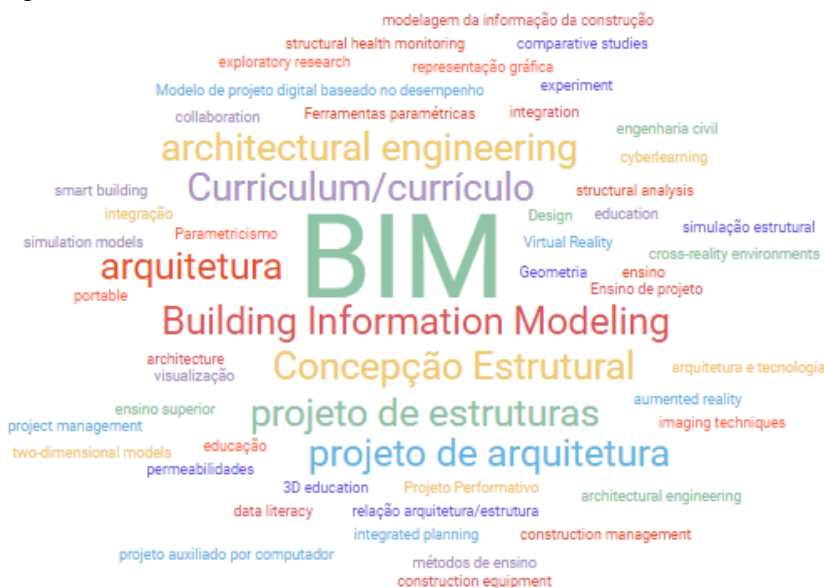 modelagem da informação da construção
structural health monitoring comparative studies
exploratory research representação gráfica
Modelo de projeto digital baseado no desempenho experiment
collaboration Ferramentas paramétricas integration
architectural engineering engenharia civil
cyberlearning
smart building Curriculum/currículo structural analysis
integração Design education
simulation models Parametricismo BIM Virtual Reality simulação estrutural
cross-reality environments
arquitetura Geometria ensino
portable Ensino de projeto
Building Information Modeling
architecture Concepção Estrutural arquitetura e tecnologia
visualização
ensino superior projeto de estruturas aumented reality
project management imaging techniques
two-dimensional models educação projeto de arquitetura
permeabilidades
3D education Projeto Performativo architectural engineering
data literacy relação arquitetura/estrutura
integrated planning construction management
projeto auxiliado por computador métodos de ensino
construction equipment